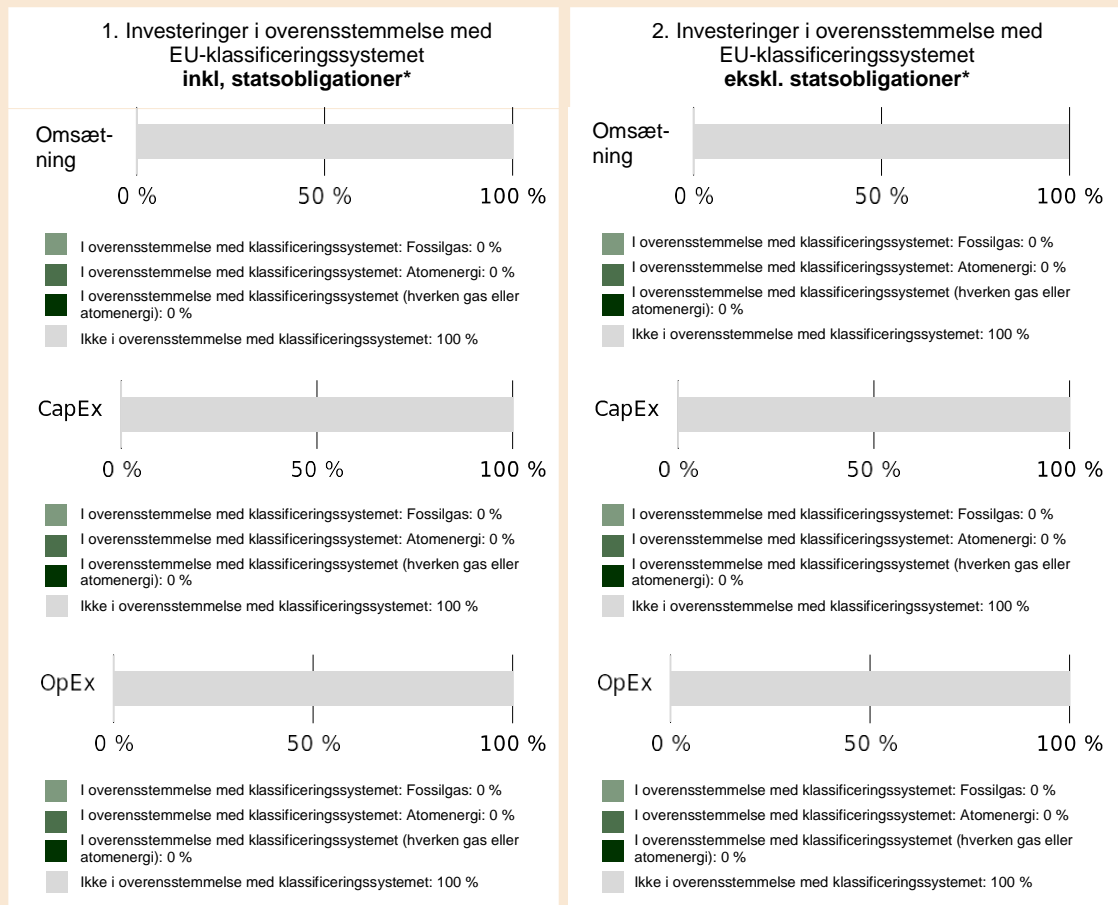 1. Investeringer i overensstemmelse med
EU-klassificeringssystemet
inkl, statsobligationer*
Omsæt-
ning
0 % 50 % 100 %
I overensstemmelse med klassificeringssystemet: Fossilgas: 0 %
I overensstemmelse med klassificeringssystemet: Atomenergi: 0 %
I overensstemmelse med klassificeringssystemet (hverken gas eller
atomenergi): 0 %
Ikke i overensstemmelse med klassificeringssystemet: 100 %
CapEx
0 % 50 % 100 %
I overensstemmelse med klassificeringssystemet: Fossilgas: 0 %
I overensstemmelse med klassificeringssystemet: Atomenergi: 0 %
I overensstemmelse med klassificeringssystemet (hverken gas eller
atomenergi): 0 %
Ikke i overensstemmelse med klassificeringssystemet: 100 %
OpEx
0 % 50 % 100 %
I overensstemmelse med klassificeringssystemet: Fossilgas: 0 %
I overensstemmelse med klassificeringssystemet: Atomenergi: 0 %
I overensstemmelse med klassificeringssystemet (hverken gas eller
atomenergi): 0 %
Ikke i overensstemmelse med klassificeringssystemet: 100 %
2. Investeringer i overensstemmelse med
EU-klassificeringssystemet
ekskl. statsobligationer*
Omsæt-
ning
0 % 50 % 100 %
I overensstemmelse med klassificeringssystemet: Fossilgas: 0 %
I overensstemmelse med klassificeringssystemet: Atomenergi: 0 %
I overensstemmelse med klassificeringssystemet (hverken gas eller
atomenergi): 0 %
Ikke i overensstemmelse med klassificeringssystemet: 100 %
CapEx
0 % 50 % 100 %
I overensstemmelse med klassificeringssystemet: Fossilgas: 0 %
I overensstemmelse med klassificeringssystemet: Atomenergi: 0 %
I overensstemmelse med klassificeringssystemet (hverken gas eller
atomenergi): 0 %
Ikke i overensstemmelse med klassificeringssystemet: 100 %
OpEx
0 % 50 % 100 %
I overensstemmelse med klassificeringssystemet: Fossilgas: 0 %
I overensstemmelse med klassificeringssystemet: Atomenergi: 0 %
I overensstemmelse med klassificeringssystemet (hverken gas eller
atomenergi): 0 %
Ikke i overensstemmelse med klassificeringssystemet: 100 %